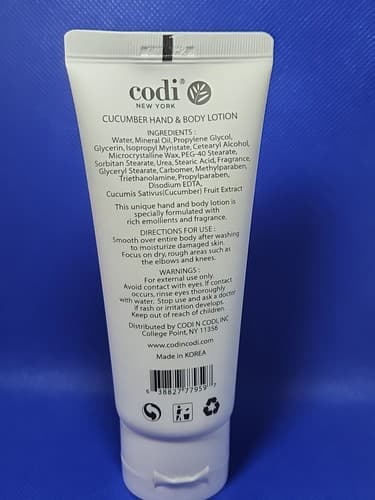 codi®
NEW YORK
CUCUMBER HAND & BODY LOTION
INGREDIENTS :
Water, Mineral Oil, Propylene Glycol,
Glycerin, Isopropyl Myristate, Cetearyl Alcohol,
Microcrystalline Wax, PEG-40 Stearate,
Sorbitan Stearate, Urea, Stearic Acid, Fragrance,
Glyceryl Stearate, Carbomer, Methylparaben,
Triethanolamine, Propylparaben,
Disodium EDTA,
Cucumis Sativus(Cucumber) Fruit Extract
This unique hand and body lotion is
specially formulated with
rich emollients and fragrance.
DIRECTIONS FOR USE :
Smooth over entire body after washing
to moisturize damaged skin.
Focus on dry, rough areas such as
the elbows and knees.
WARNINGS :
For external use only.
Avoid contact with eyes. If contact
occurs, rinse eyes thoroughly
with water. Stop use and ask a doctor
if rash or irritation develops.
Keep out of reach of children
Distributed by CODI N CODI, INC
College Point, NY 11356
www.codincodi.com
Made in KOREA
6 38827 77959 7